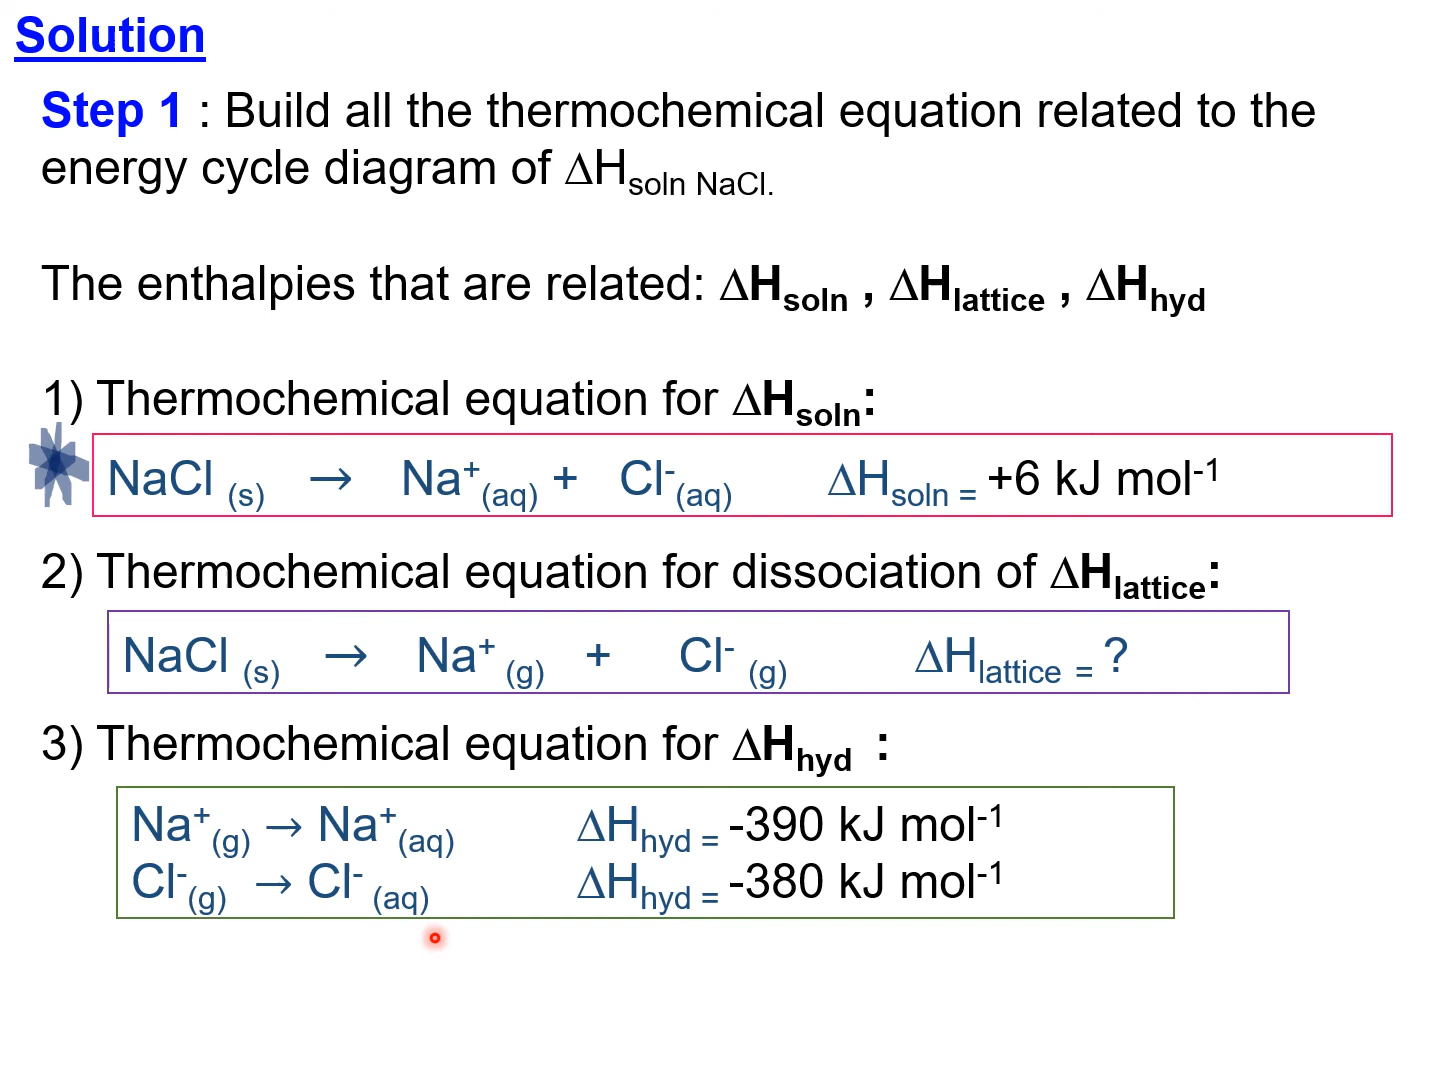 Solution
Step 1 : Build all the thermochemical equation related to the
energy cycle diagram of ΔHsoln NaCl.
The enthalpies that are related: ΔHsoln , ΔHlattice , ΔHhyd
1) Thermochemical equation for ΔHsoln:
NaCl (s) → Na⁺(aq) + Cl⁻(aq) ΔHsoln = +6 kJ mol⁻¹
2) Thermochemical equation for dissociation of ΔHlattice:
NaCl (s) → Na⁺ (g) + Cl⁻ (g) ΔHlattice = ?
3) Thermochemical equation for ΔHhyd :
Na⁺(g) → Na⁺(aq) ΔHhyd = -390 kJ mol⁻¹
Cl⁻(g) → Cl⁻ (aq) ΔHhyd = -380 kJ mol⁻¹